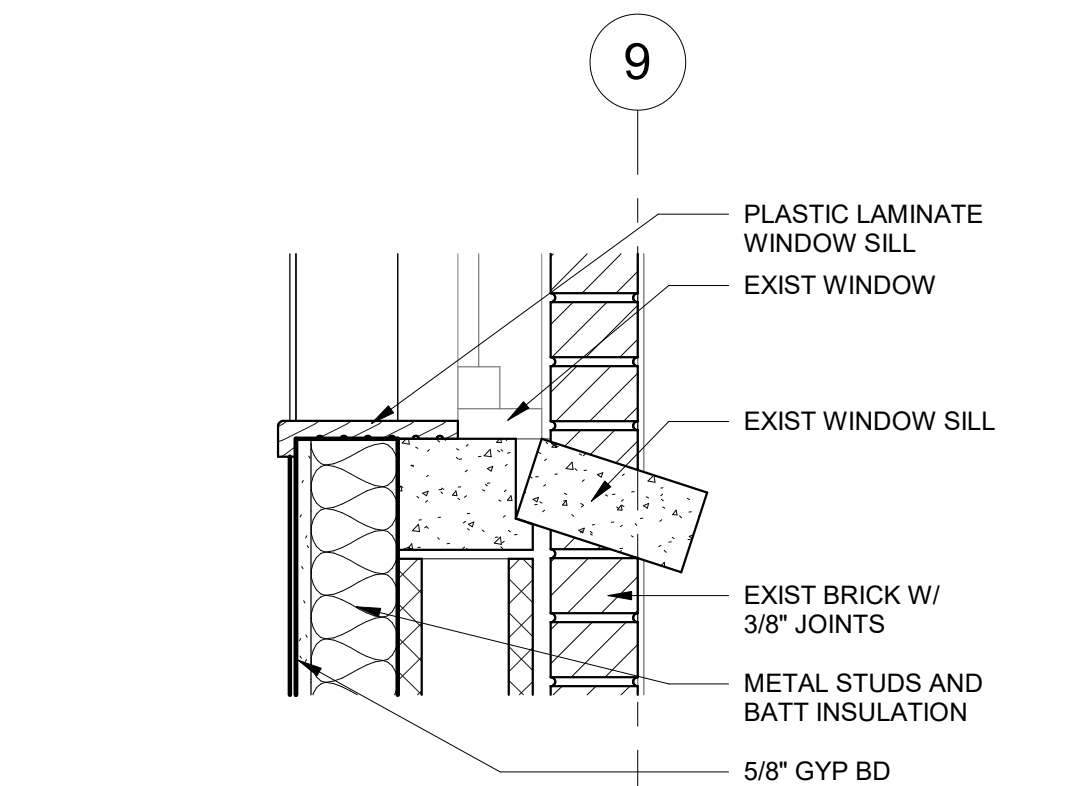 9
PLASTIC LAMINATE
WINDOW SILL
EXIST WINDOW
EXIST WINDOW SILL
EXIST BRICK W/
3/8" JOINTS
METAL STUDS AND
BATT INSULATION
5/8" GYP BD